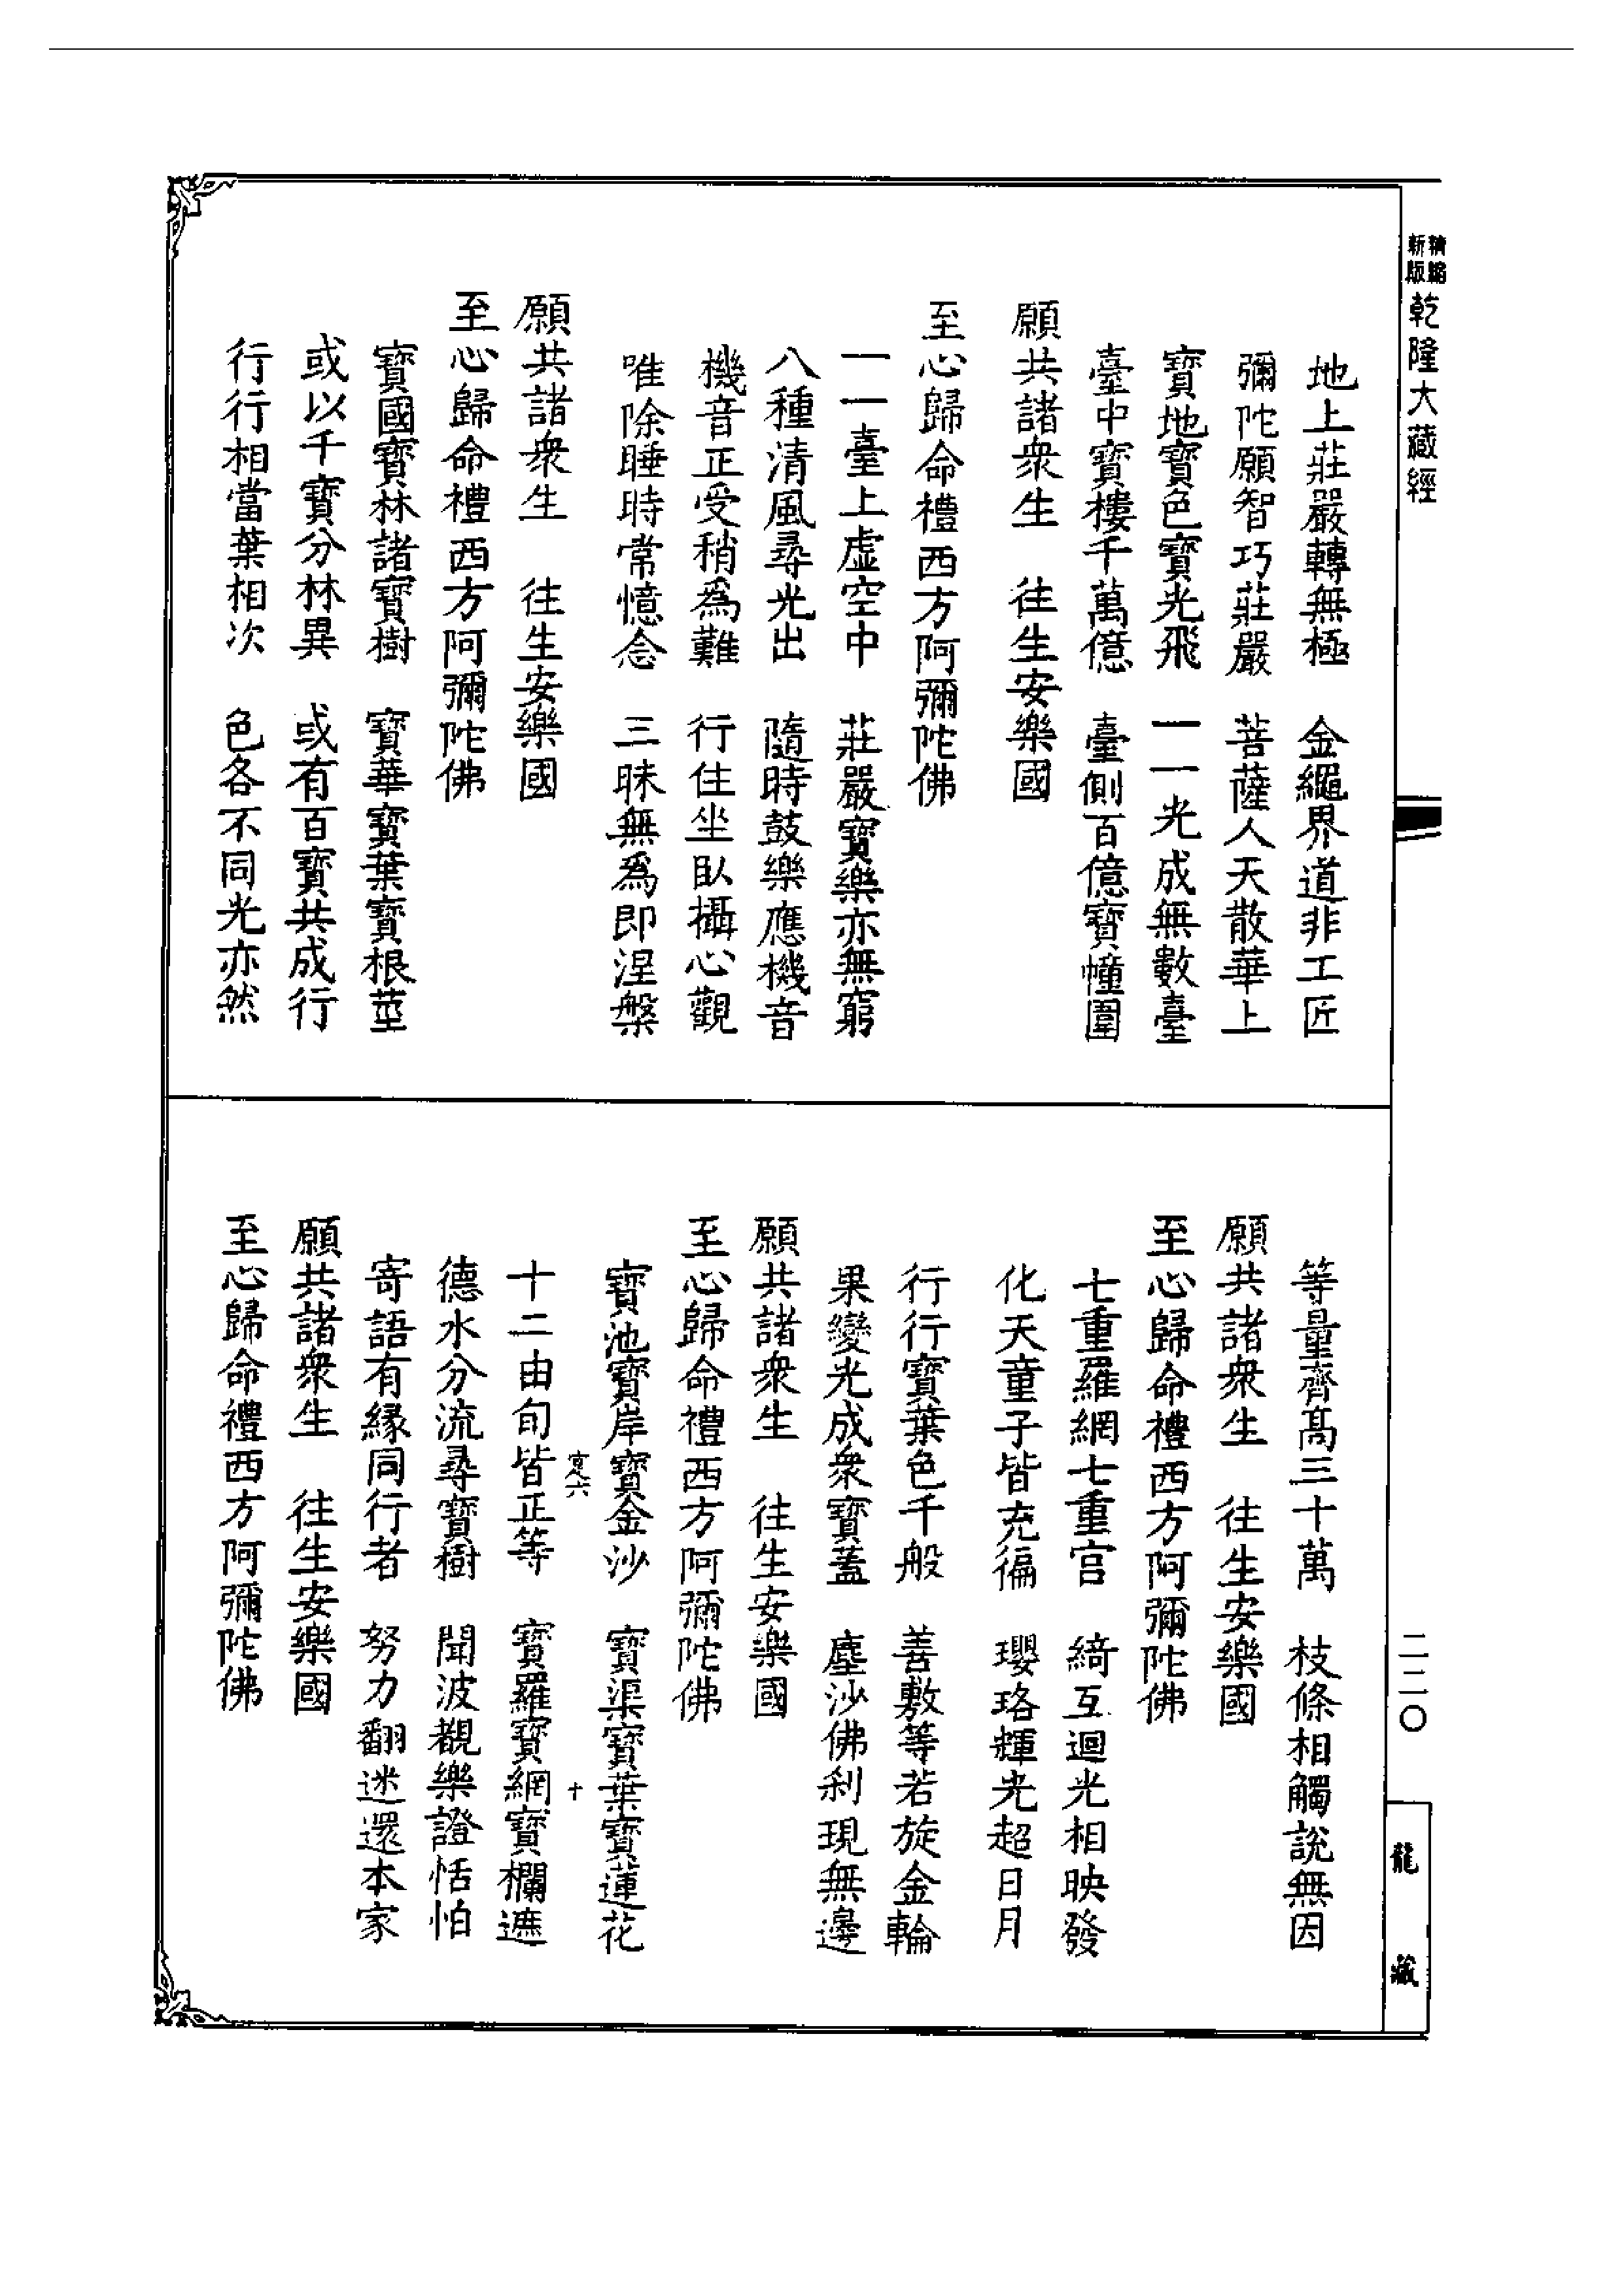 精縮新版 乾隆大藏經
地上莊嚴轉無極　金繩界道非工匠
彌陀願智巧莊嚴　菩薩人天散華上
寶地寶色寶光飛　一一光成無數臺
臺中寶樓千萬億　臺側百億寶幢圍
願共諸衆生　往生安樂國
至心歸命禮西方阿彌陀佛
一一臺上虛空中　莊嚴寶樂亦無窮
八種清風尋光出　隨時鼓樂應機音
機音正受稍爲難　行住坐臥攝心觀
唯除睡時常憶念　三昧無爲即涅槃
願共諸衆生　往生安樂國
至心歸命禮西方阿彌陀佛
寶國寶林諸寶樹　寶華寶葉寶根莖
或以千寶分林異　或有百寶共成行
行行相當葉相次　色各不同光亦然
等量齊髙三十萬　枝條相觸說無因
願共諸衆生　往生安樂國
至心歸命禮西方阿彌陀佛
七重羅網七重宮　綺互迴光相映發
化天童子皆充徧　瓔珞輝光超日月
行行寶葉色千般　善敷等若旋金輪
果變光成衆寶蓋　塵沙佛刹現無邊
願共諸衆生　往生安樂國
至心歸命禮西方阿彌陀佛
寶池寶岸寶金沙　寶渠寶葉寶蓮花
六　十
十二由旬皆正等　寶羅寶網寶欄遮
德水分流尋寶樹　聞波覩樂證恬怕
寄語有緣同行者　努力翻迷還本家
願共諸衆生　往生安樂國
至心歸命禮西方阿彌陀佛
二二〇
龍藏